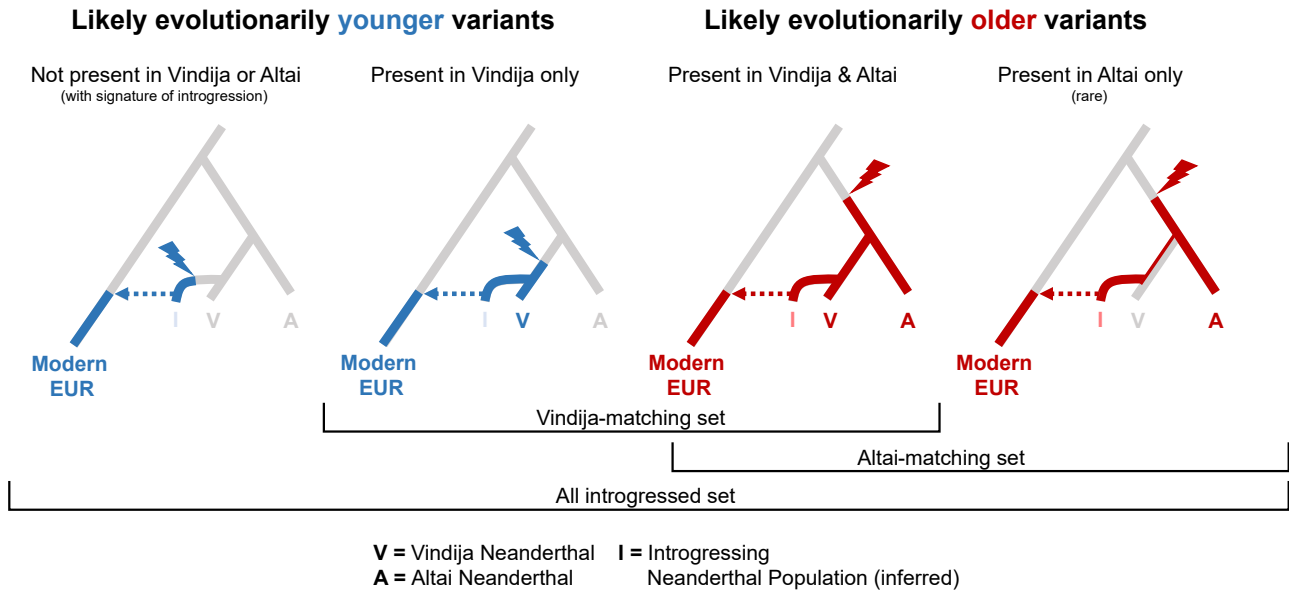 Likely evolutionarily younger variants
Likely evolutionarily older variants
Not present in Vindija or Altai
(with signature of introgression)
Present in Vindija only
Present in Vindija & Altai
Present in Altai only
(rare)
I V A
Modern
EUR
I V A
Modern
EUR
I V A
Modern
EUR
I V A
Modern
EUR
Vindija-matching set
Altai-matching set
All introgressed set
V = Vindija Neanderthal I = Introgressing
A = Altai Neanderthal Neanderthal Population (inferred)